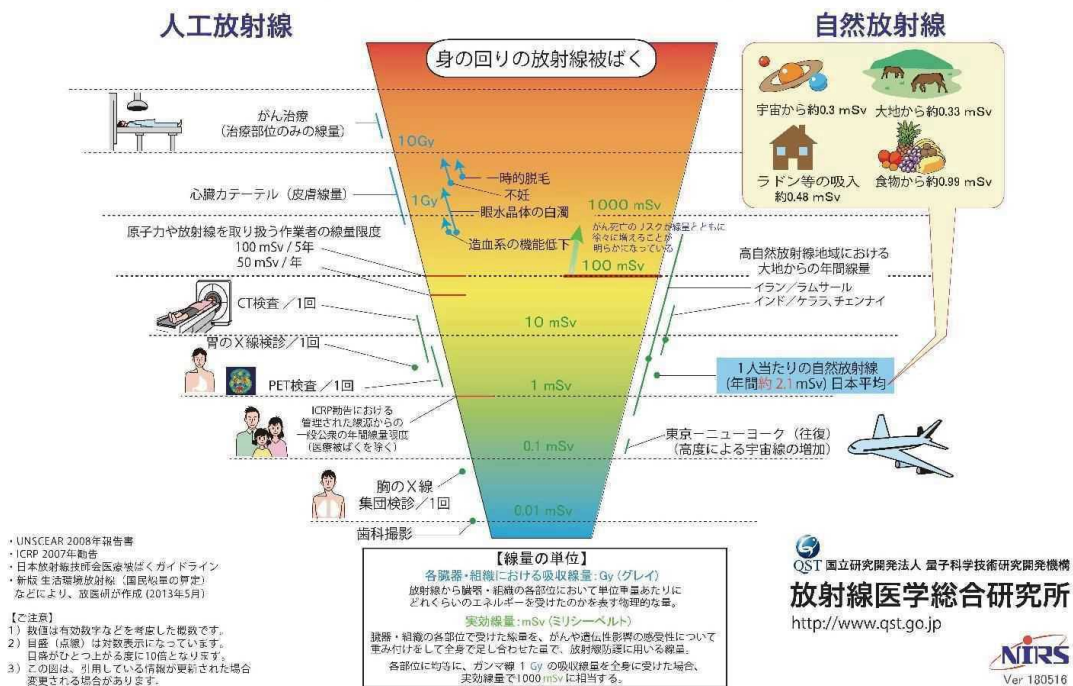 人工放射線
自然放射線
身の回りの放射線被ばく
がん治療
（治療部位のみの線量）
心臓カテーテル（皮膚線量）
原子力や放射線を取り扱う作業者の線量限度
100 mSv / 5年
50 mSv / 年
CT検査 ／1回
胃のX線検診／1回
PET検査 ／1回
ICRP勧告における
管理された線源からの
一般公衆の年間線量限度
（医療被ばくを除く）
胸のX線
集団検診／1回
歯科撮影
10Gy
1Gy
一時的脱毛
不妊
眼水晶体の白濁
造血系の機能低下
1000 mSv
がん死亡のリスクが線量とともに
徐々に増えることが
明らかになっている
100 mSv
10 mSv
1 mSv
0.1 mSv
0.01 mSv
宇宙から約0.3 mSv
大地から約0.33 mSv
ラドン等の吸入
約0.48 mSv
食物から約0.99 mSv
高自然放射線地域における
大地からの年間線量
イラン／ラムサール
インド／ケララ、チェンナイ
1人当たりの自然放射線
（年間約 2.1 mSv）日本平均
東京ーニューヨーク（往復）
（高度による宇宙線の増加）
・UNSCEAR 2008年報告書
・ICRP 2007年勧告
・日本放射線技師会医療被ばくガイドライン
・新版 生活環境放射線（国民線量の算定）
などにより、放医研が作成（2013年5月）
【ご注意】
1）数値は有効数字などを考慮した概数です。
2）目盛（点線）は対数表示になっています。
目盛がひとつ上がる度に10倍となります。
3）この図は、引用している情報が更新された場合
変更される場合があります。
【線量の単位】
各臓器・組織における吸収線量：Gy（グレイ）
放射線から臓器・組織の各部位において単位重量あたりに
どれくらいのエネルギーを受けたのかを表す物理的な量。
実効線量：mSv（ミリシーベルト）
臓器・組織の各部位で受けた線量を、がんや遺伝性影響の感受性について
重み付けをして全身で足し合わせた量で、放射線防護に用いる線量。
各部位に均等に、ガンマ線 1 Gy の吸収線量を全身に受けた場合、
実効線量で1000 mSv に相当する。
QST 国立研究開発法人 量子科学技術研究開発機構
放射線医学総合研究所
http://www.qst.go.jp
NIRS
Ver 180516